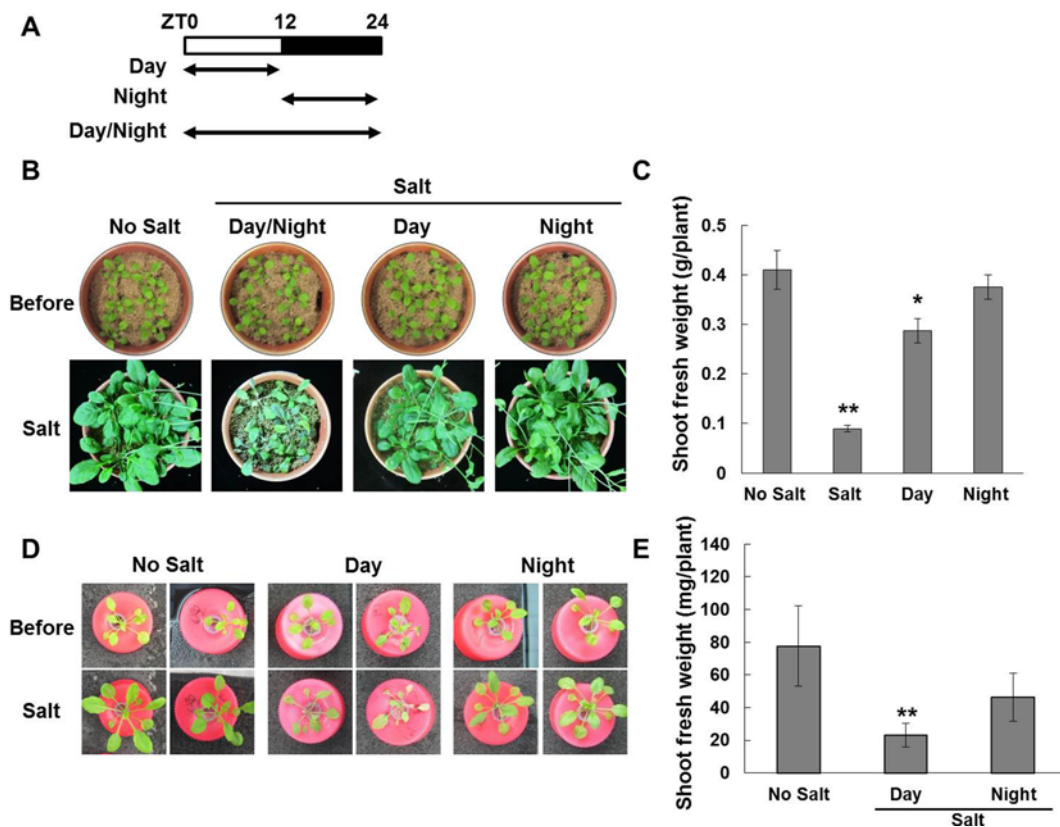 A
ZT0 12 24
Day
Night
Day/Night
B
Salt
No Salt Day/Night Day Night
Before
Salt
C
Shoot fresh weight (g/plant)
0.5
0.4
0.3
0.2
0.1
0
**
*
No Salt Salt Day Night
D
No Salt Day Night
Before
Salt
E
Shoot fresh weight (mg/plant)
140
120
100
80
60
40
20
0
**
No Salt Day Night
Salt